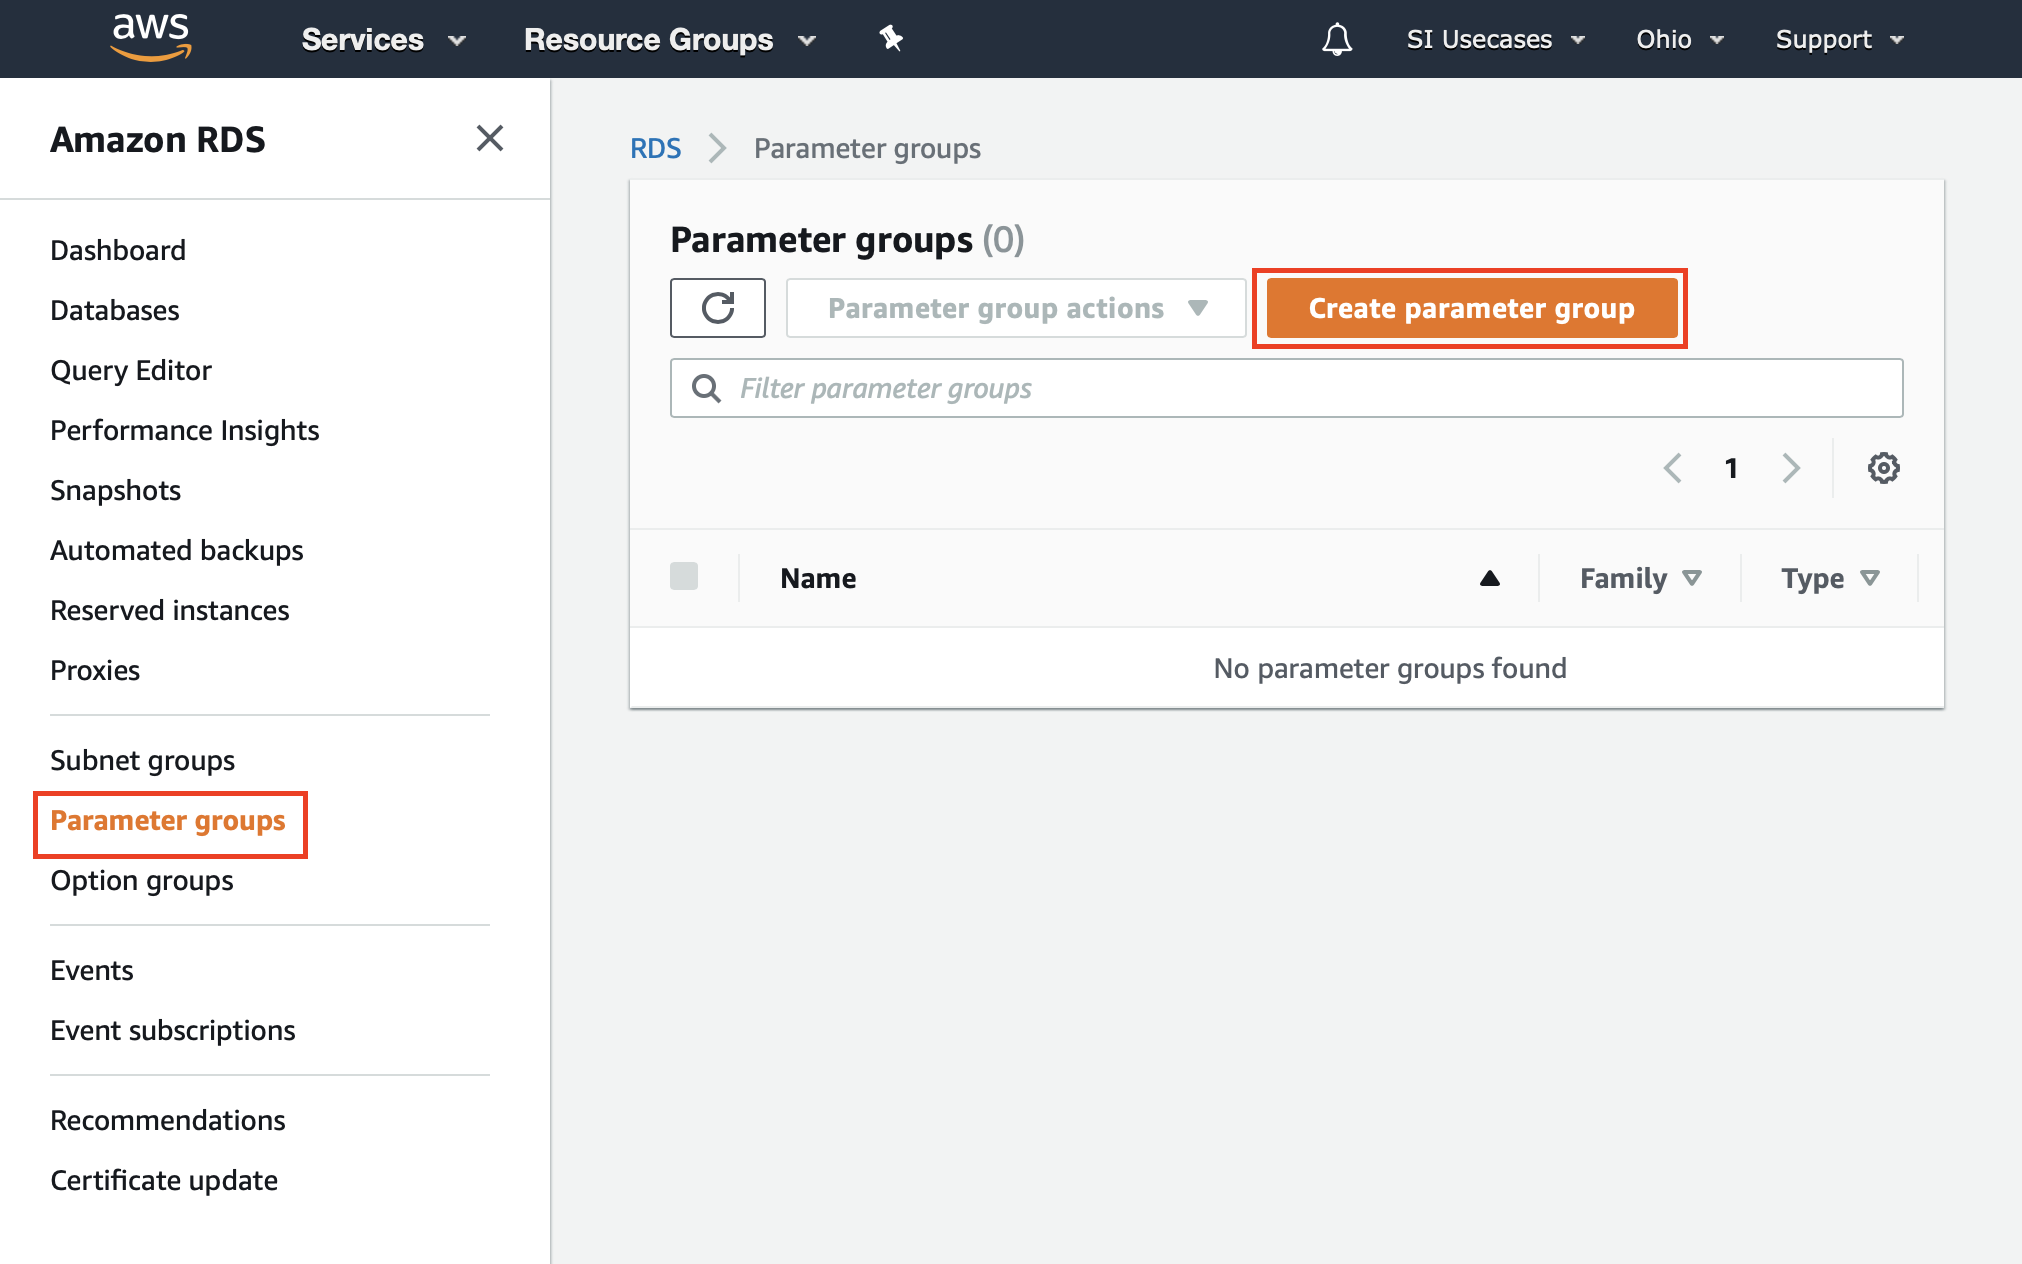 aws Services Resource Groups SI Usecases Ohio Support
Amazon RDS
Dashboard
Databases
Query Editor
Performance Insights
Snapshots
Automated backups
Reserved instances
Proxies
Subnet groups
Parameter groups
Option groups
Events
Event subscriptions
Recommendations
Certificate update
RDS Parameter groups
Parameter groups (0)
Parameter group actions Create parameter group
Filter parameter groups
1
Name Family Type
No parameter groups found